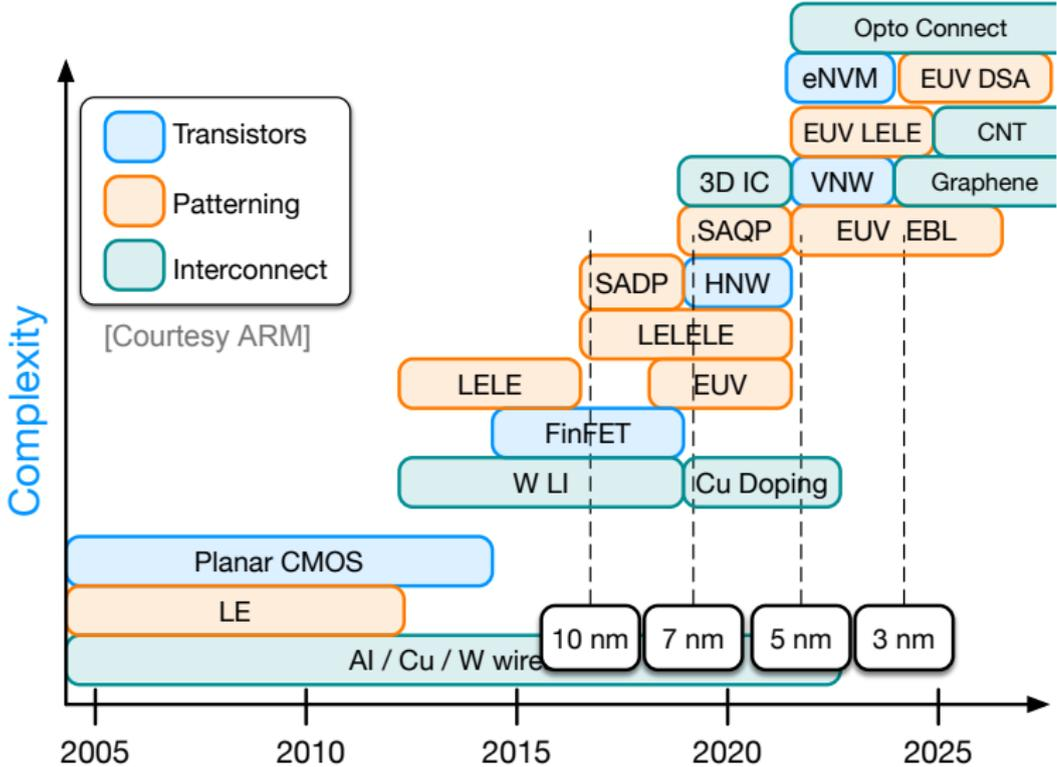 Opto Connect
eNVM
EUV DSA
Transistors
EUV LELE
CNT
3D IC
VNW
Graphene
Patterning
SAQP
EUV EBL
Interconnect
SADP
HNW
[Courtesy ARM]
LELELE
LELE
EUV
Complexity
FinFET
W LI
Cu Doping
Planar CMOS
LE
10 nm
7 nm
5 nm
3 nm
Al / Cu / W wire
2005
2010
2015
2020
2025